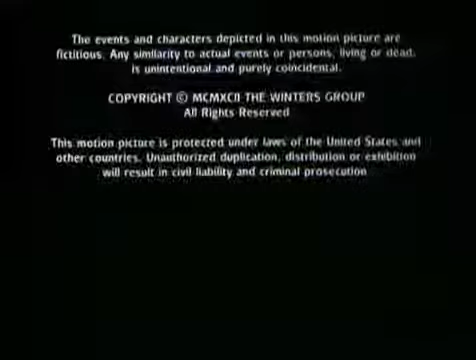 The events and characters depicted in this motion picture are
fictitious. Any similarity to actual events or persons, living or dead,
is unintentional and purely coincidental.
COPYRIGHT © MCMXCII THE WINTERS GROUP
All Rights Reserved
This motion picture is protected under laws of the United States and
other countries. Unauthorized duplication, distribution or exhibition
will result in civil liability and criminal prosecution